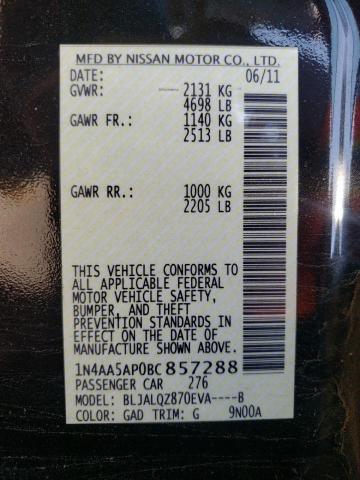 MFD BY NISSAN MOTOR CO., LTD.
DATE: 06/11
GVWR: 2131 KG
4698 LB
GAWR FR.: 1140 KG
2513 LB
GAWR RR.: 1000 KG
2205 LB
THIS VEHICLE CONFORMS TO
ALL APPLICABLE FEDERAL
MOTOR VEHICLE SAFETY,
BUMPER, AND THEFT
PREVENTION STANDARDS IN
EFFECT ON THE DATE OF
MANUFACTURE SHOWN ABOVE.
1N4AA5AP0BC857288
PASSENGER CAR 276
MODEL: BLJALQZ870EVA----B
COLOR: GAD TRIM: G 9N00A